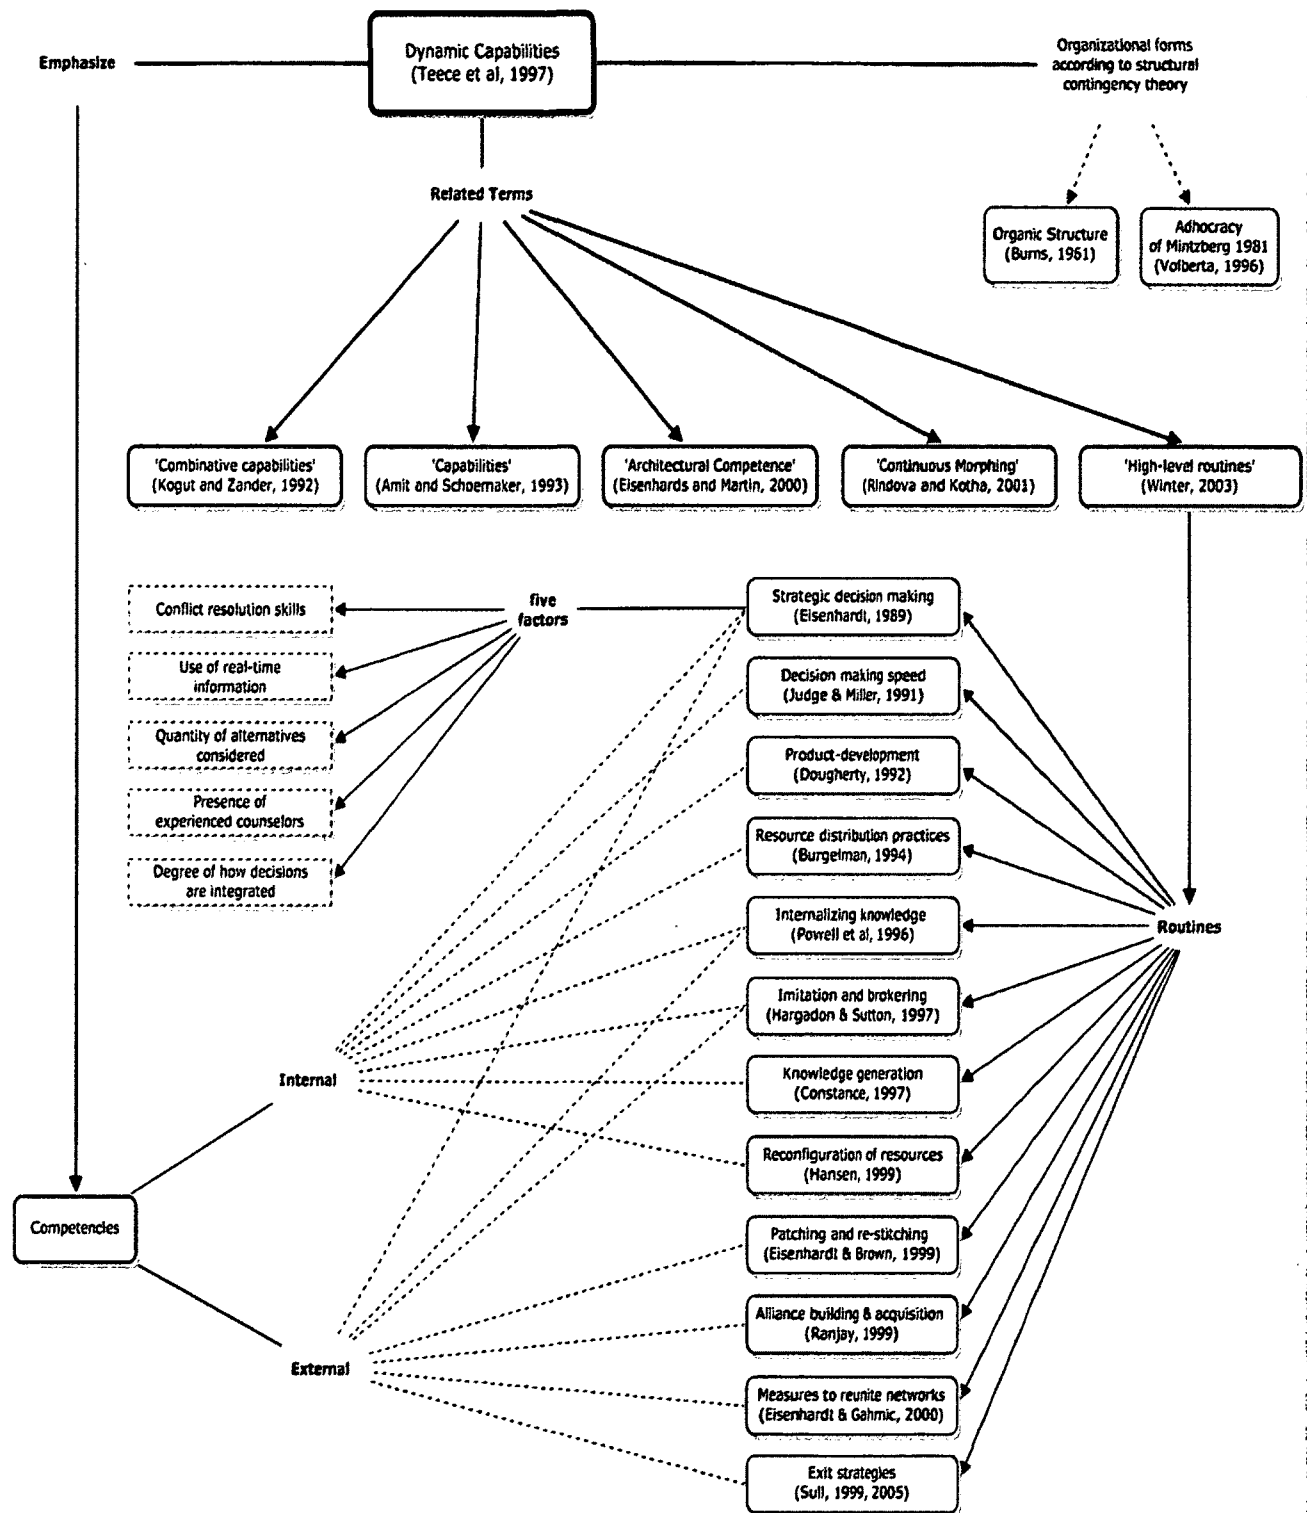 Emphasize
Dynamic Capabilities
(Teece et al, 1997)
Organizational forms
according to structural
contingency theory
Related Terms
Organic Structure
(Burns, 1961)
Adhocracy
of Mintzberg 1981
(Volberta, 1996)
'Combinative capabilities'
(Kogut and Zander, 1992)
'Capabilities'
(Amit and Schoemaker, 1993)
'Architectural Competence'
(Eisenhards and Martin, 2000)
'Continuous Morphing'
(Rindova and Kotha, 2001)
'High-level routines'
(Winter, 2003)
five
factors
Conflict resolution skills
Use of real-time
information
Quantity of alternatives
considered
Presence of
experienced counselors
Degree of how decisions
are integrated
Strategic decision making
(Eisenhardt, 1989)
Decision making speed
(Judge & Miller, 1991)
Product-development
(Dougherty, 1992)
Resource distribution practices
(Burgelman, 1994)
Internalizing knowledge
(Powell et al, 1996)
Imitation and brokering
(Hargadon & Sutton, 1997)
Knowledge generation
(Constance, 1997)
Reconfiguration of resources
(Hansen, 1999)
Patching and re-stitching
(Eisenhardt & Brown, 1999)
Alliance building & acquisition
(Ranjay, 1999)
Measures to reunite networks
(Eisenhardt & Gahmic, 2000)
Exit strategies
(Sull, 1999, 2005)
Routines
Internal
Competencies
External